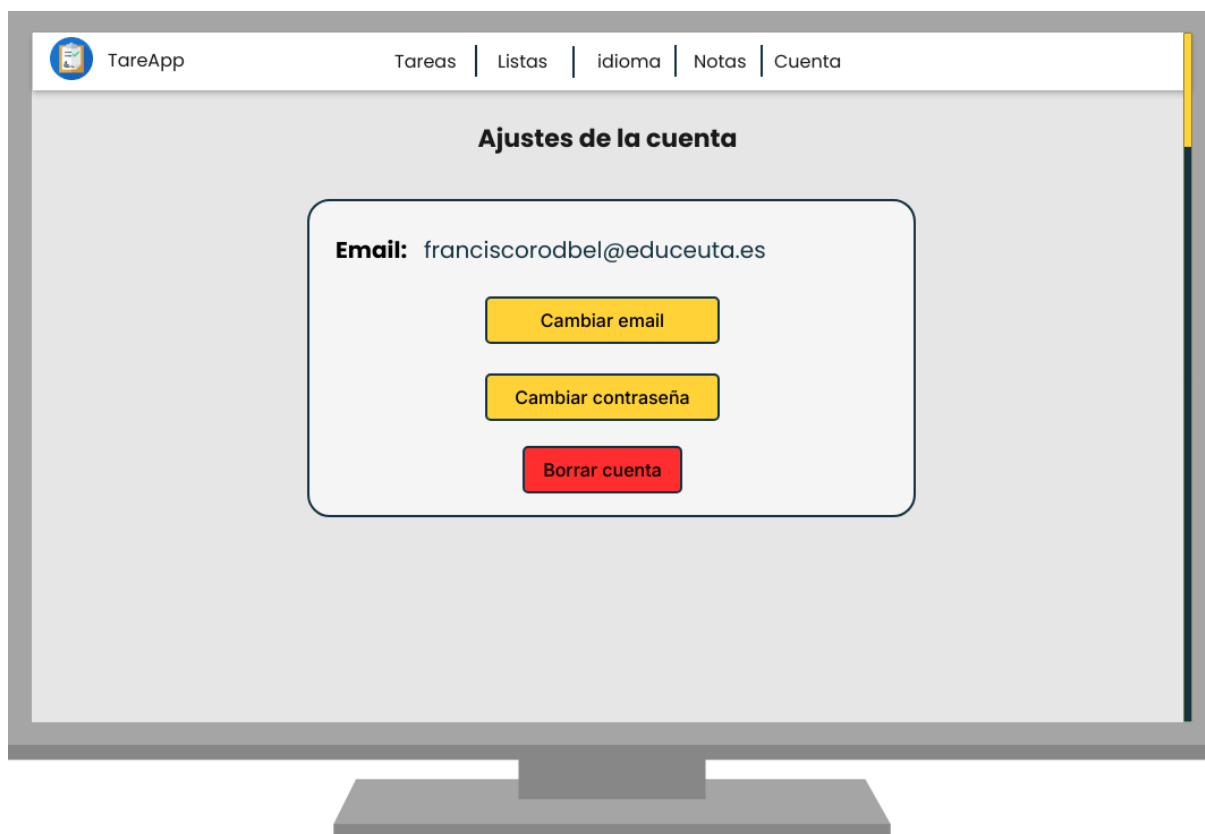 TareApp Tareas Listas idioma Notas Cuenta
Ajustes de la cuenta
Email: franciscorodbel@educeuta.es
Cambiar email
Cambiar contraseña
Borrar cuenta